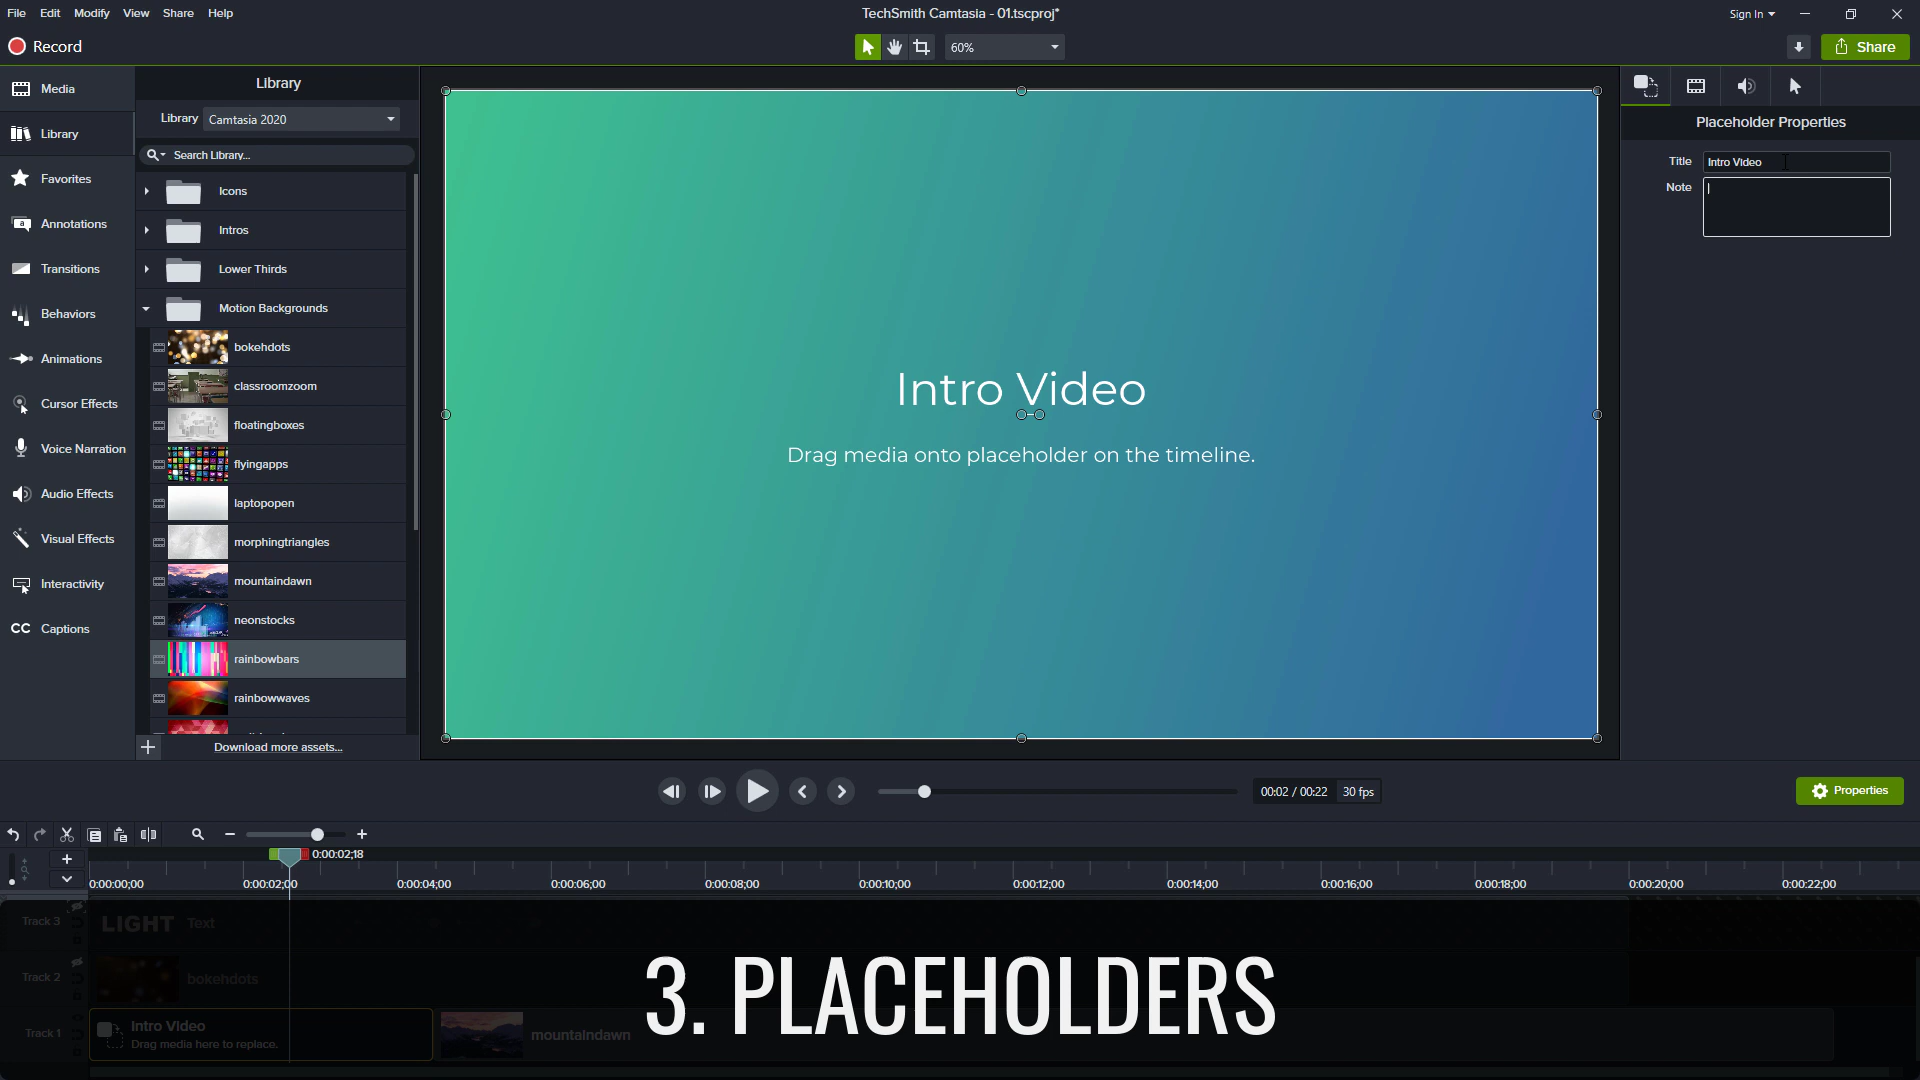 File Edit Modify View Share Help
TechSmith Camtasia - 01.tscproj*
Sign In
Record
60%
Share
Media
Library
Favorites
Annotations
Transitions
Behaviors
Animations
Cursor Effects
Voice Narration
Audio Effects
Visual Effects
Interactivity
CC Captions
Library
Library Camtasia 2020
Search Library...
Icons
Intros
Lower Thirds
Motion Backgrounds
bokehdots
classroomzoom
floatingboxes
flyingapps
laptopopen
morphingtriangles
mountaindawn
neonstocks
rainbowbars
rainbowwaves
Download more assets...
Intro Video
Drag media onto placeholder on the timeline.
Placeholder Properties
Title Intro Video
Note
00:02 / 00:22 30 fps
Properties
0:00:02;18
0:00:00;00 0:00:02;00 0:00:04;00 0:00:06;00 0:00:08;00 0:00:10;00 0:00:12;00 0:00:14;00 0:00:16;00 0:00:18;00 0:00:20;00 0:00:22;00
Track 3 LIGHT Text
Track 2 bokehdots
Track 1 Intro Video
Drag media here to replace.
mountaindawn
3. PLACEHOLDERS